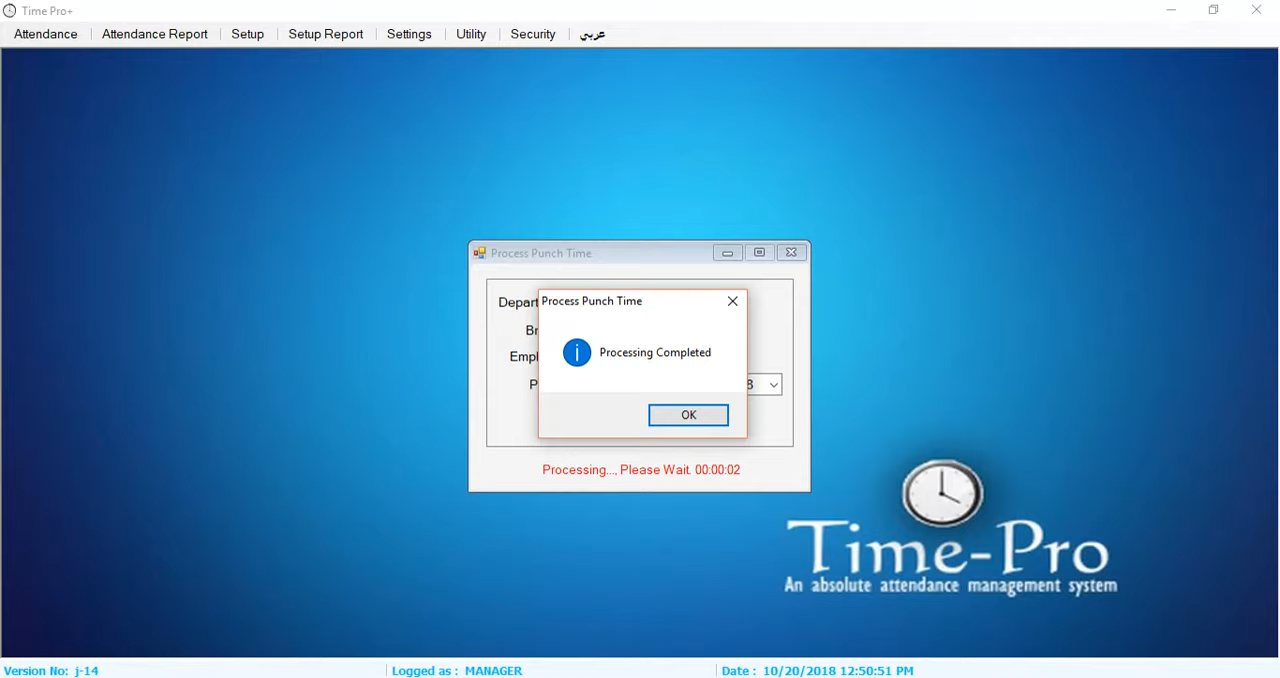 Time Pro+
Attendance Attendance Report Setup Setup Report Settings Utility Security عربي
Process Punch Time
Process Punch Time
Processing Completed
8
OK
Processing..., Please Wait. 00:00:02
Time-Pro
An absolute attendance management system
Version No: j-14 Logged as : MANAGER Date : 10/20/2018 12:50:51 PM